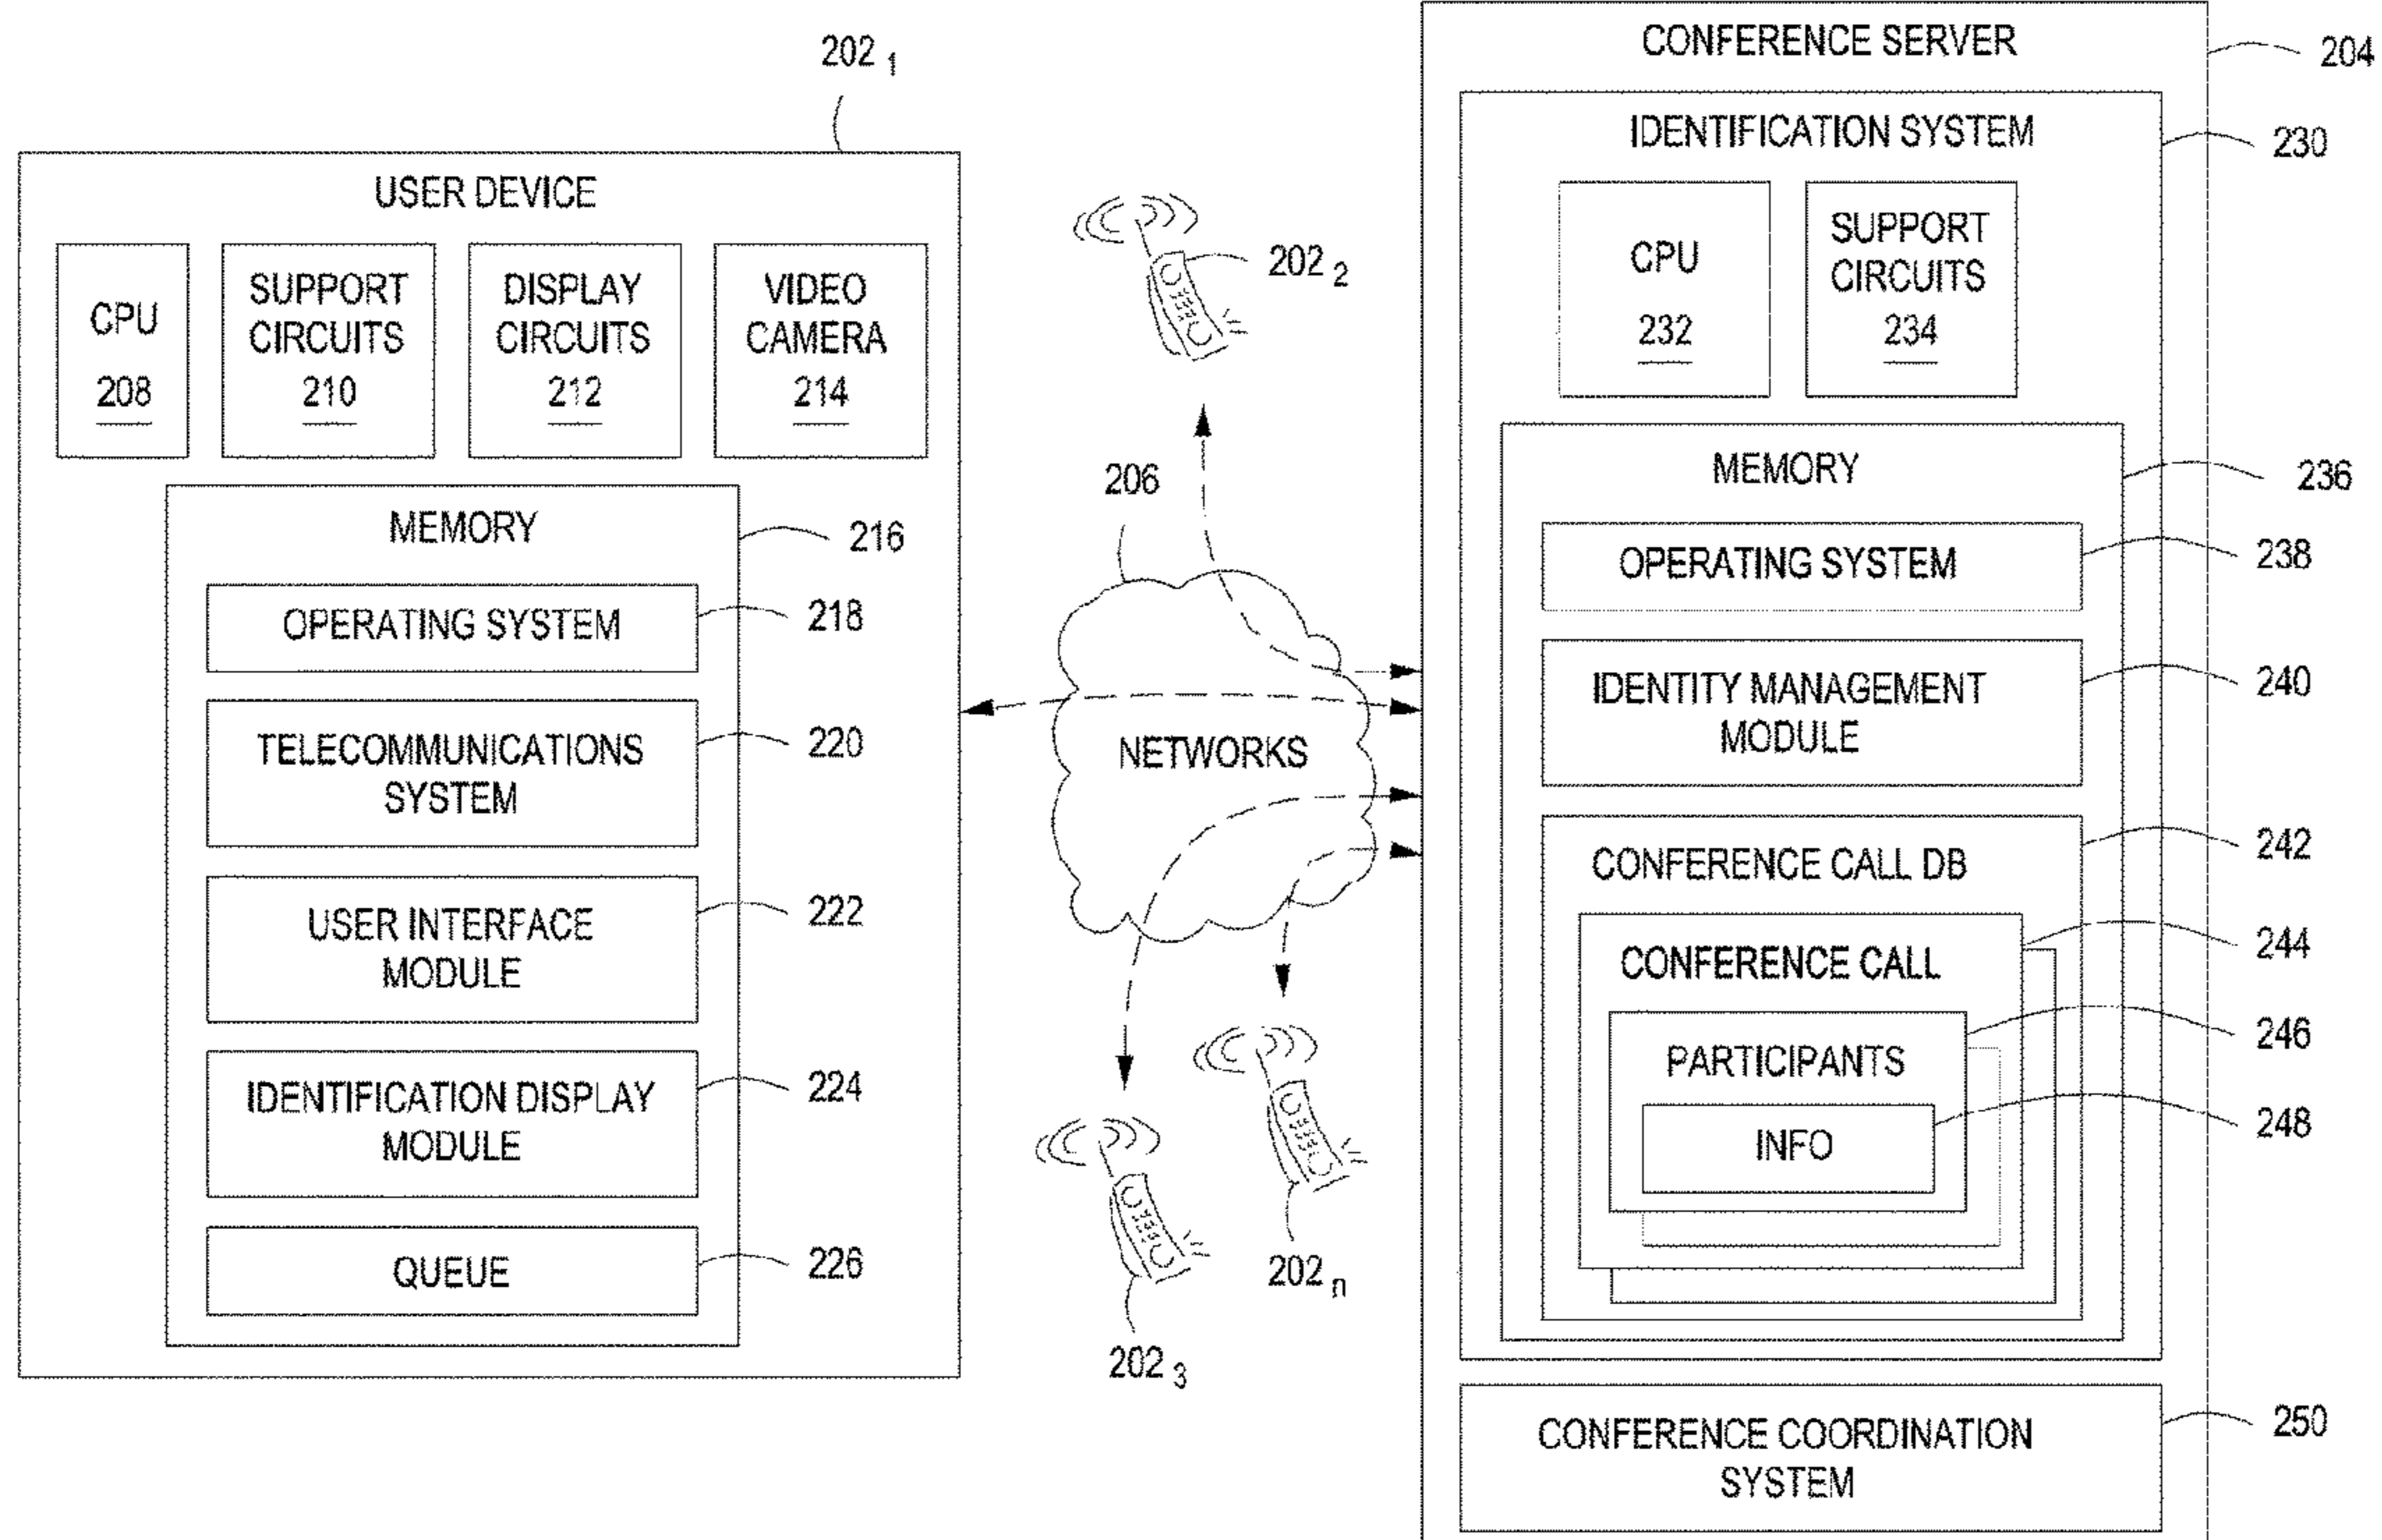 202 1
USER DEVICE
CPU
208
SUPPORT
CIRCUITS
210
DISPLAY
CIRCUITS
212
VIDEO
CAMERA
214
MEMORY
216
OPERATING SYSTEM
218
TELECOMMUNICATIONS
SYSTEM
220
USER INTERFACE
MODULE
222
IDENTIFICATION DISPLAY
MODULE
224
QUEUE
226
202 2
206
NETWORKS
202 3
202 n
CONFERENCE SERVER
204
IDENTIFICATION SYSTEM
230
CPU
232
SUPPORT
CIRCUITS
234
MEMORY
236
OPERATING SYSTEM
238
IDENTITY MANAGEMENT
MODULE
240
CONFERENCE CALL DB
242
CONFERENCE CALL
244
PARTICIPANTS
246
INFO
248
CONFERENCE COORDINATION
SYSTEM
250